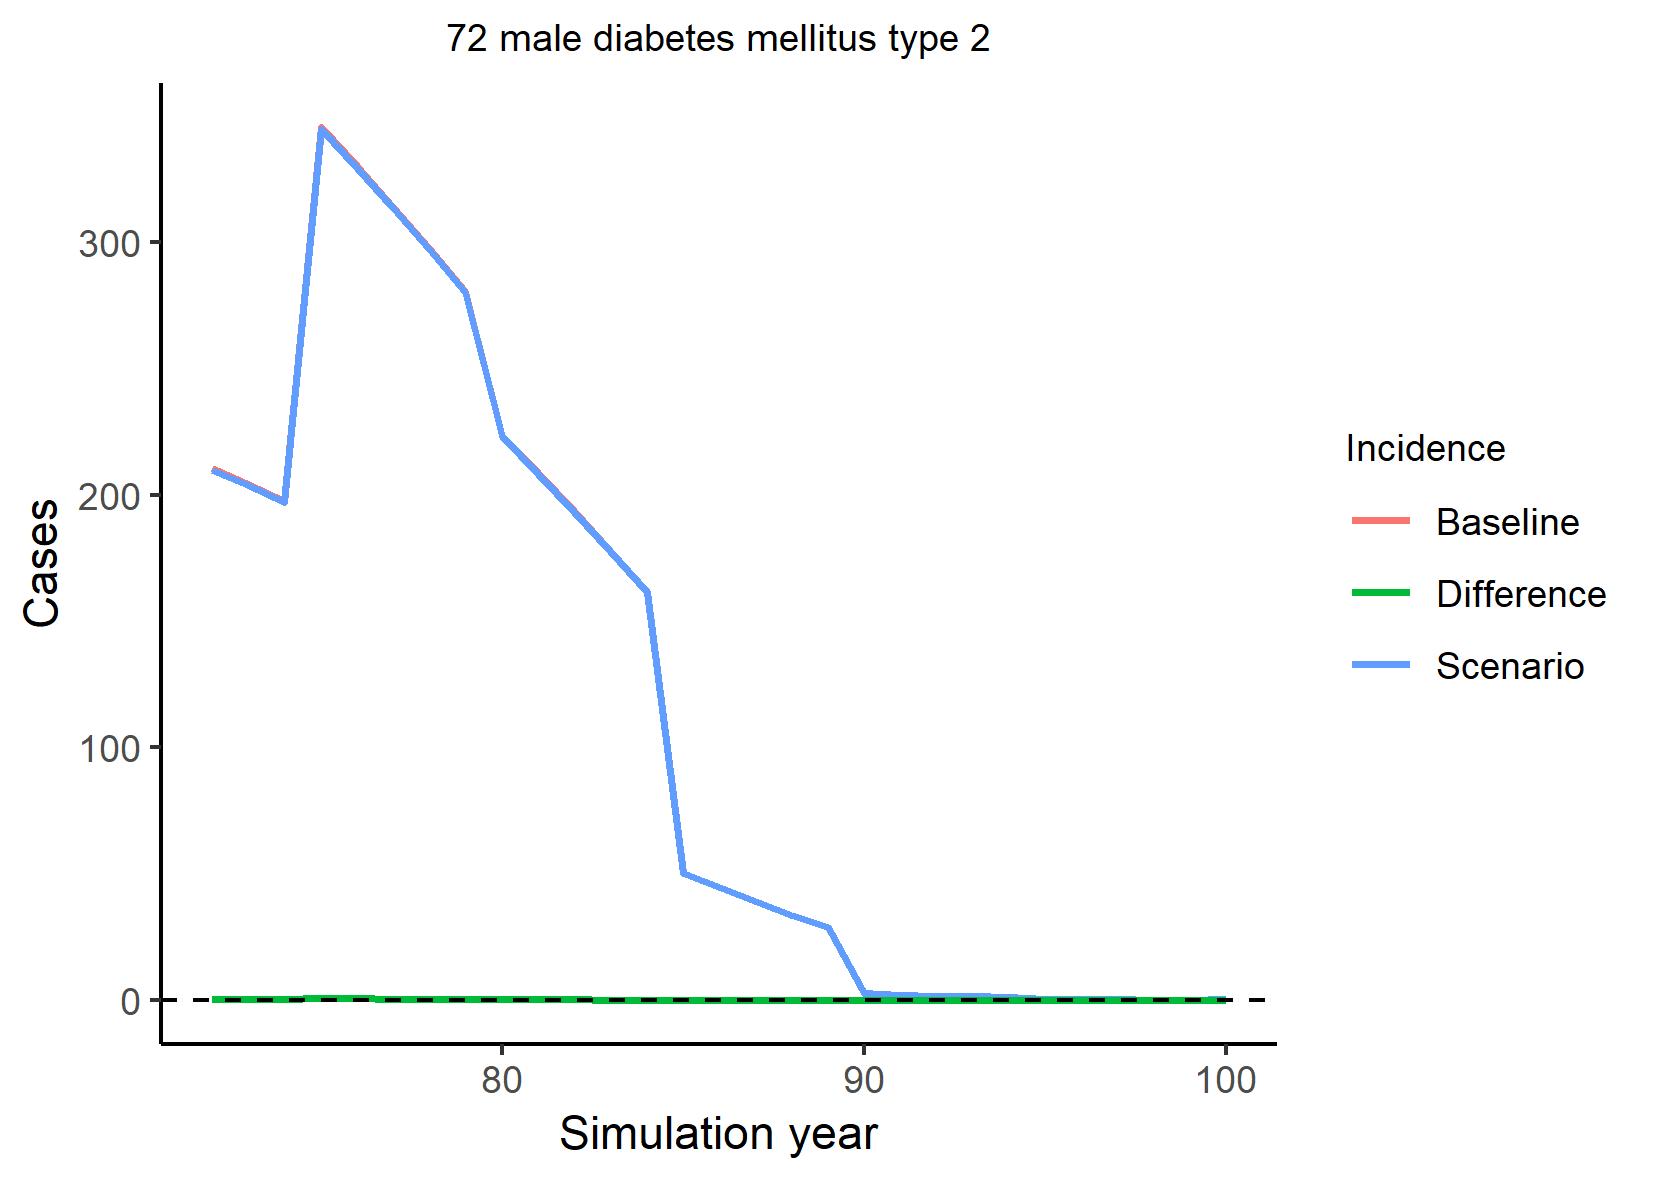 72 male diabetes mellitus type 2
Cases
300
200
100
0
80
90
100
Simulation year
Incidence
Baseline
Difference
Scenario